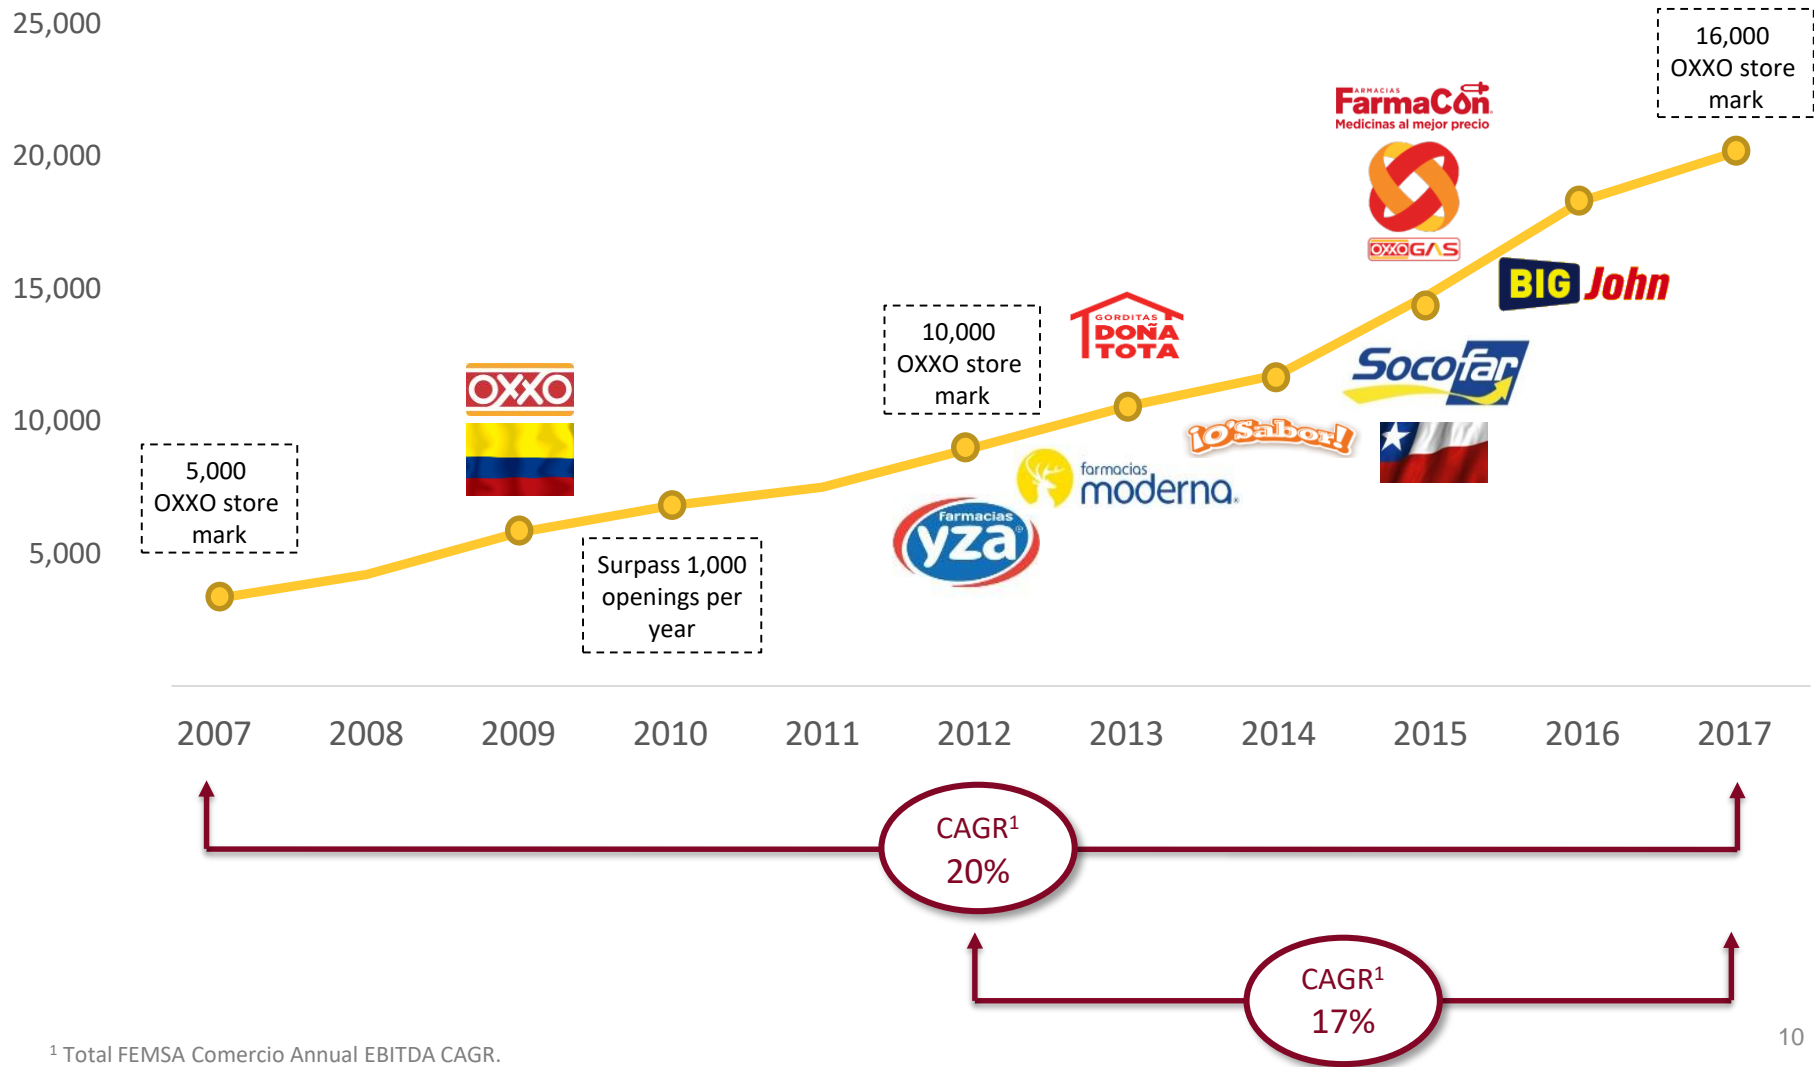 25,000
20,000
15,000
10,000
5,000
5,000
OXXO store
mark
OXXO
Surpass 1,000
openings per
year
10,000
OXXO store
mark
Farmacias
yza
farmacias
moderna
GORDITAS
DOÑA
TOTA
¡O'Sabor!
FARMACIAS
FarmaCon
Medicinas al mejor precio
OXXO GAS
Socofar
BIG John
16,000
OXXO store
mark
2007 2008 2009 2010 2011 2012 2013 2014 2015 2016 2017
CAGR¹
20%
CAGR¹
17%
¹ Total FEMSA Comercio Annual EBITDA CAGR.
10